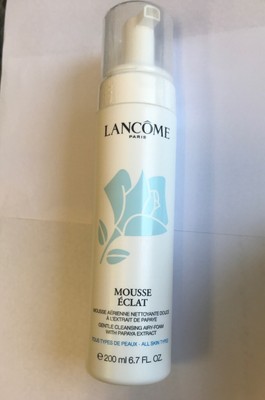 LANCÔME
PARIS
MOUSSE
ÉCLAT
MOUSSE AÉRIENNE NETTOYANTE DOUCE
À L'EXTRAIT DE PAPAYE
GENTLE CLEANSING AIRY-FOAM
WITH PAPAYA EXTRACT
TOUS TYPES DE PEAUX - ALL SKIN TYPES
e 200 ml 6.7 FL. OZ.